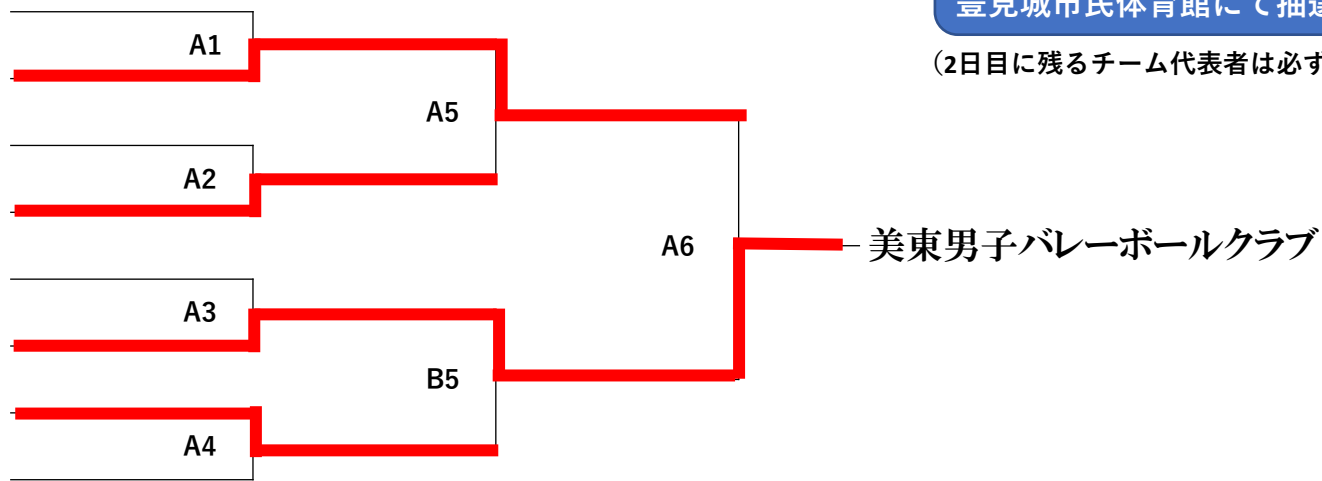 豊見城市民体育館にて抽選
（2日目に残るチーム代表者は必ず
A1
A5
A2
A6
美東男子バレーボールクラブ
A3
B5
A4